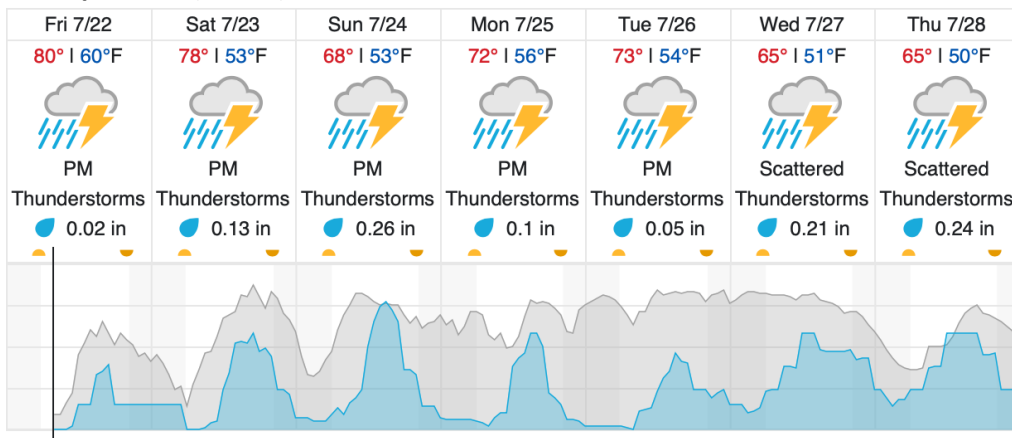 Fri 7/22 Sat 7/23 Sun 7/24 Mon 7/25 Tue 7/26 Wed 7/27 Thu 7/28
80° | 60°F 78° | 53°F 68° | 53°F 72° | 56°F 73° | 54°F 65° | 51°F 65° | 50°F
PM PM PM PM PM Scattered Scattered
Thunderstorms Thunderstorms Thunderstorms Thunderstorms Thunderstorms Thunderstorms Thunderstorms
0.02 in 0.13 in 0.26 in 0.1 in 0.05 in 0.21 in 0.24 in